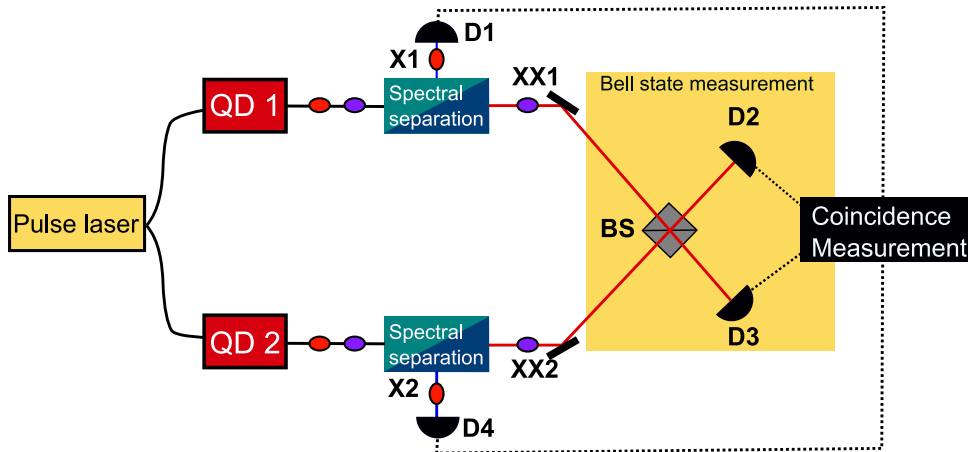 D1
X1
XX1
Bell state measurement
QD 1
Spectral
separation
D2
Pulse laser
BS
Coincidence
Measurement
QD 2
Spectral
separation
D3
XX2
X2
D4